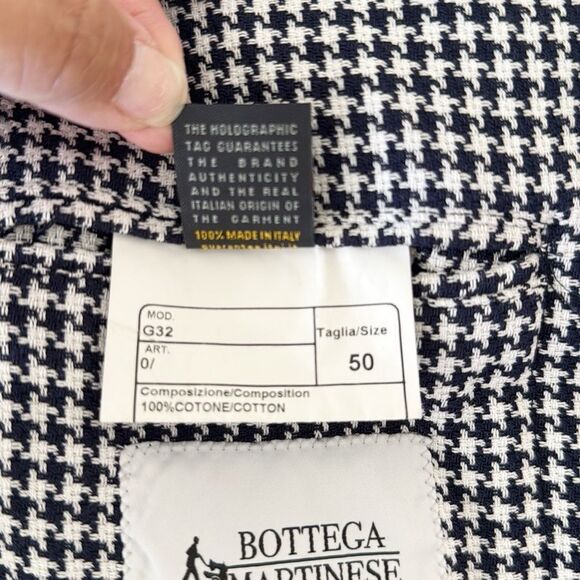 THE HOLOGRAPHIC
TAG GUARANTEES
THE BRAND
AUTHENTICITY
AND THE REAL
ITALIAN ORIGIN OF
THE GARMENT
100% MADE IN ITALY
MOD.
G32
Taglia/Size
ART.
0/
50
Composizione/Composition
100%COTONE/COTTON
BOTTEGA
MARTINESE